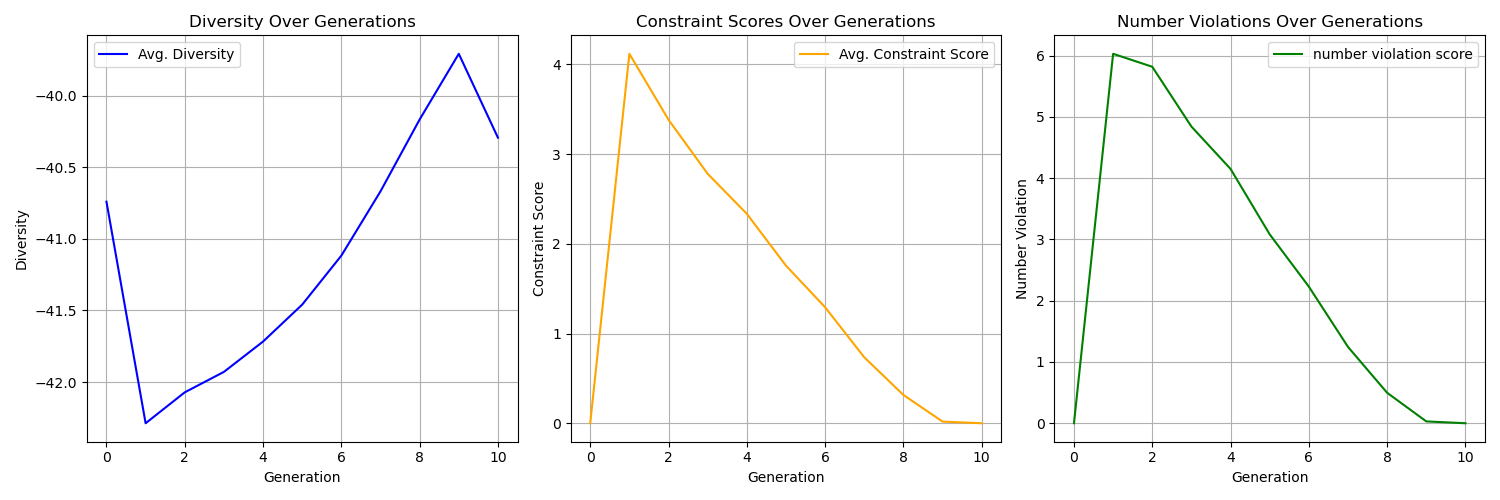 Diversity Over Generations
Avg. Diversity
−40.0
−40.5
−41.0
−41.5
−42.0
Diversity
0 2 4 6 8 10
Generation
Constraint Scores Over Generations
Avg. Constraint Score
4
3
2
1
0
Constraint Score
0 2 4 6 8 10
Generation
Number Violations Over Generations
number violation score
6
5
4
3
2
1
0
Number Violation
0 2 4 6 8 10
Generation